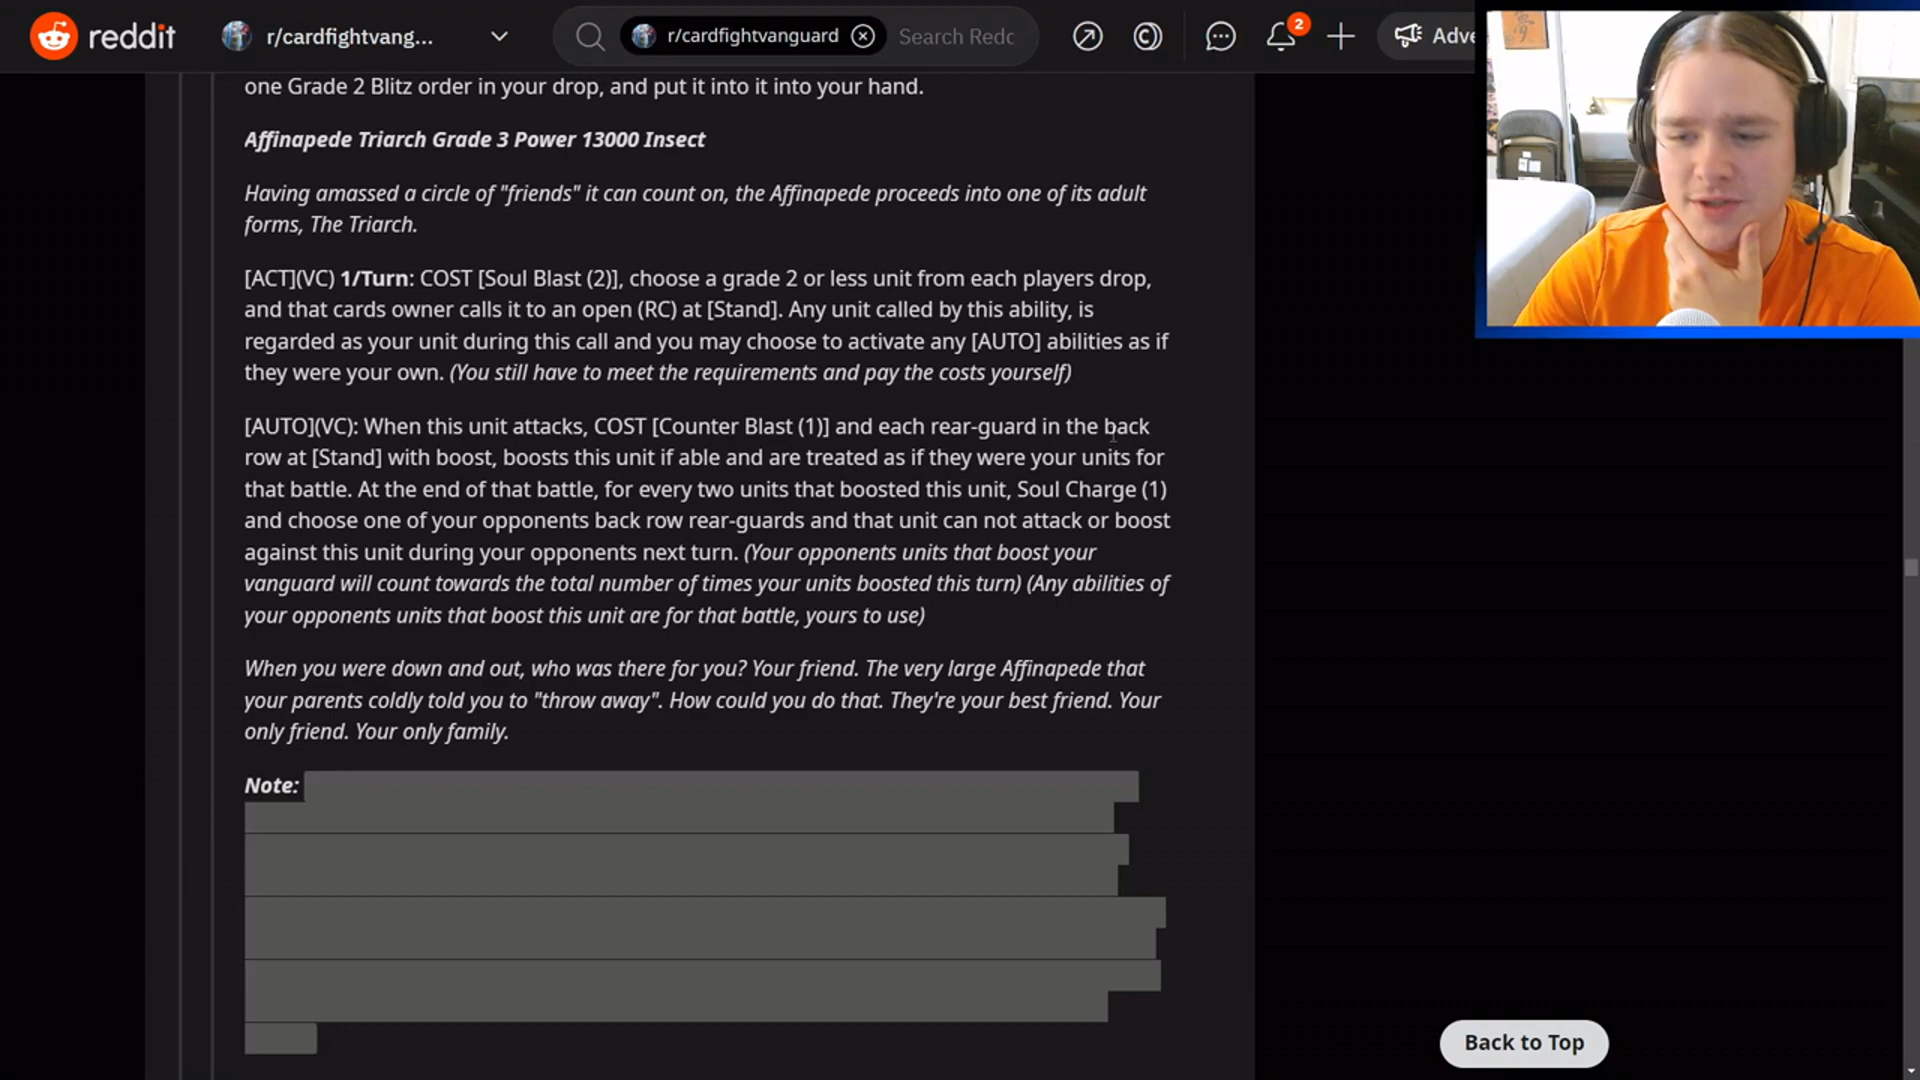 reddit
r/cardfightvang...
r/cardfightvanguard
Search Redc
2
Adve
one Grade 2 Blitz order in your drop, and put it into it into your hand.
Affinapede Triarch Grade 3 Power 13000 Insect
Having amassed a circle of "friends" it can count on, the Affinapede proceeds into one of its adult
forms, The Triarch.
[ACT](VC) 1/Turn: COST [Soul Blast (2)], choose a grade 2 or less unit from each players drop,
and that cards owner calls it to an open (RC) at [Stand]. Any unit called by this ability, is
regarded as your unit during this call and you may choose to activate any [AUTO] abilities as if
they were your own. (You still have to meet the requirements and pay the costs yourself)
[AUTO](VC): When this unit attacks, COST [Counter Blast (1)] and each rear-guard in the back
row at [Stand] with boost, boosts this unit if able and are treated as if they were your units for
that battle. At the end of that battle, for every two units that boosted this unit, Soul Charge (1)
and choose one of your opponents back row rear-guards and that unit can not attack or boost
against this unit during your opponents next turn. (Your opponents units that boost your
vanguard will count towards the total number of times your units boosted this turn) (Any abilities of
your opponents units that boost this unit are for that battle, yours to use)
When you were down and out, who was there for you? Your friend. The very large Affinapede that
your parents coldly told you to "throw away". How could you do that. They're your best friend. Your
only friend. Your only family.
Note:
Back to Top